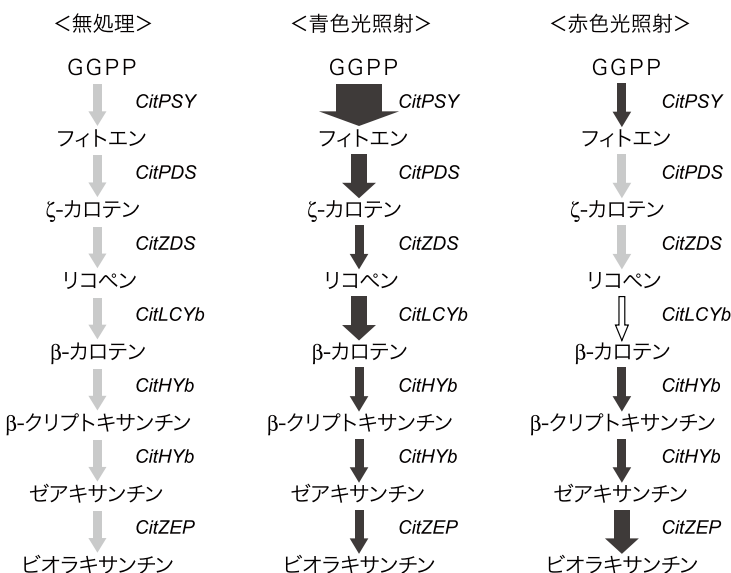 ＜無処理＞
GGPP
CitPSY
フィトエン
CitPDS
ζ-カロテン
CitZDS
リコペン
CitLCYb
β-カロテン
CitHYb
β-クリプトキサンチン
CitHYb
ゼアキサンチン
CitZEP
ビオラキサンチン
＜青色光照射＞
GGPP
CitPSY
フィトエン
CitPDS
ζ-カロテン
CitZDS
リコペン
CitLCYb
β-カロテン
CitHYb
β-クリプトキサンチン
CitHYb
ゼアキサンチン
CitZEP
ビオラキサンチン
＜赤色光照射＞
GGPP
CitPSY
フィトエン
CitPDS
ζ-カロテン
CitZDS
リコペン
CitLCYb
β-カロテン
CitHYb
β-クリプトキサンチン
CitHYb
ゼアキサンチン
CitZEP
ビオラキサンチン